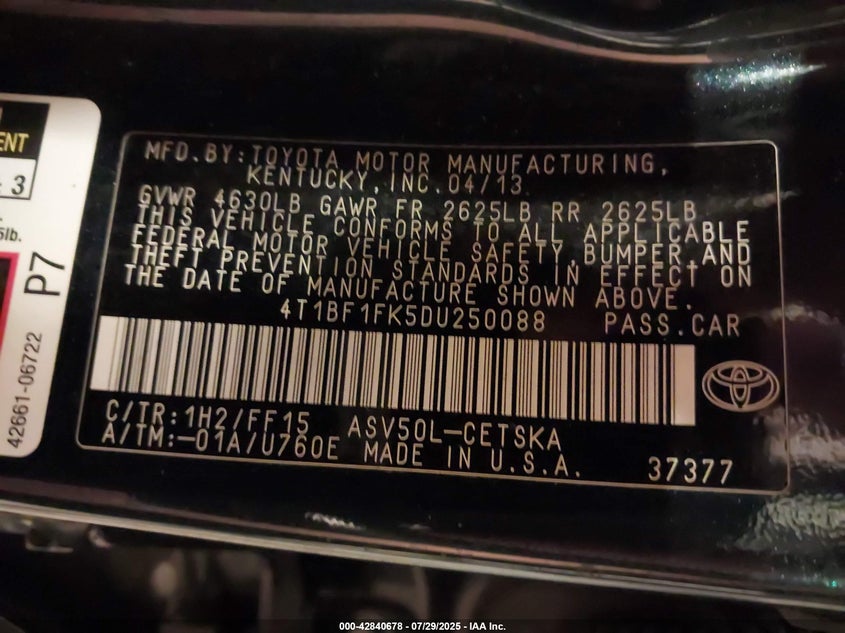 ENT
3
5lb.
P7
42661-06722
MFD.BY:TOYOTA MOTOR MANUFACTURING,
KENTUCKY,INC.04/13
GVWR 4630LB GAWR FR 2625LB RR 2625LB
THIS VEHICLE CONFORMS TO ALL APPLICABLE
FEDERAL MOTOR VEHICLE SAFETY,BUMPER,AND
THEFT PREVENTION STANDARDS IN EFFECT ON
THE DATE OF MANUFACTURE SHOWN ABOVE.
4T1BF1FK5DU250088 PASS.CAR
C/TR:1H2/FF15 ASV50L-CETSKA
A/TM:-01A/U760E MADE IN U.S.A. 37377
000-42840678 - 07/29/2025 - IAA Inc.